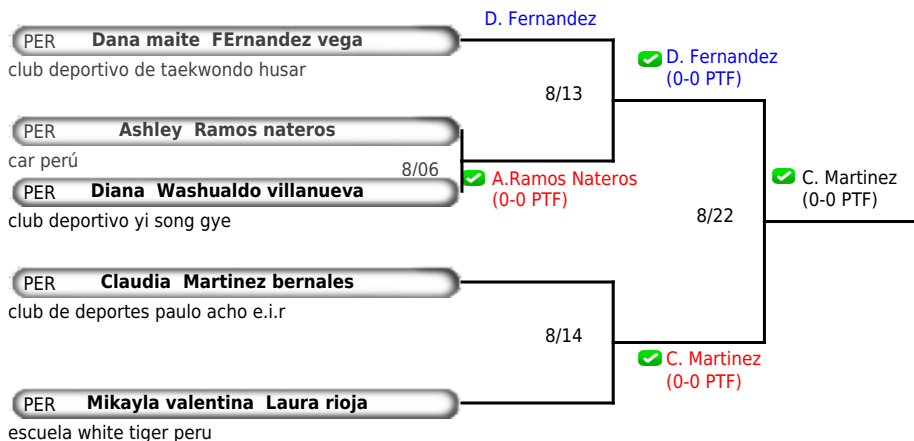 D. Fernandez
PER Dana maite FErnandez vega
club deportivo de taekwondo husar
D. Fernandez
(0-0 PTF)
8/13
PER Ashley Ramos nateros
car perú
8/06
A.Ramos Nateros
(0-0 PTF)
PER Diana Washualdo villanueva
club deportivo yi song gye
C. Martinez
(0-0 PTF)
8/22
PER Claudia Martinez bernales
club de deportes paulo acho e.i.r
8/14
C. Martinez
(0-0 PTF)
PER Mikayla valentina Laura rioja
escuela white tiger peru